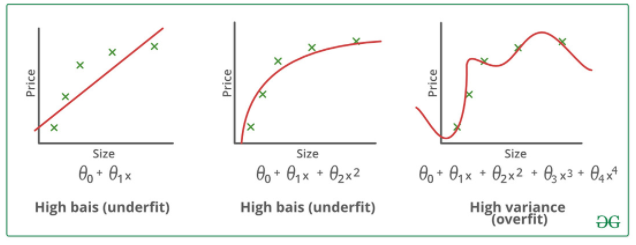 Price
Size
θ₀ + θ₁x
High bais (underfit)
Price
Size
θ₀ + θ₁x + θ₂x²
High bais (underfit)
Price
Size
θ₀ + θ₁x + θ₂x² + θ₃x³ + θ₄x⁴
High variance
(overfit)